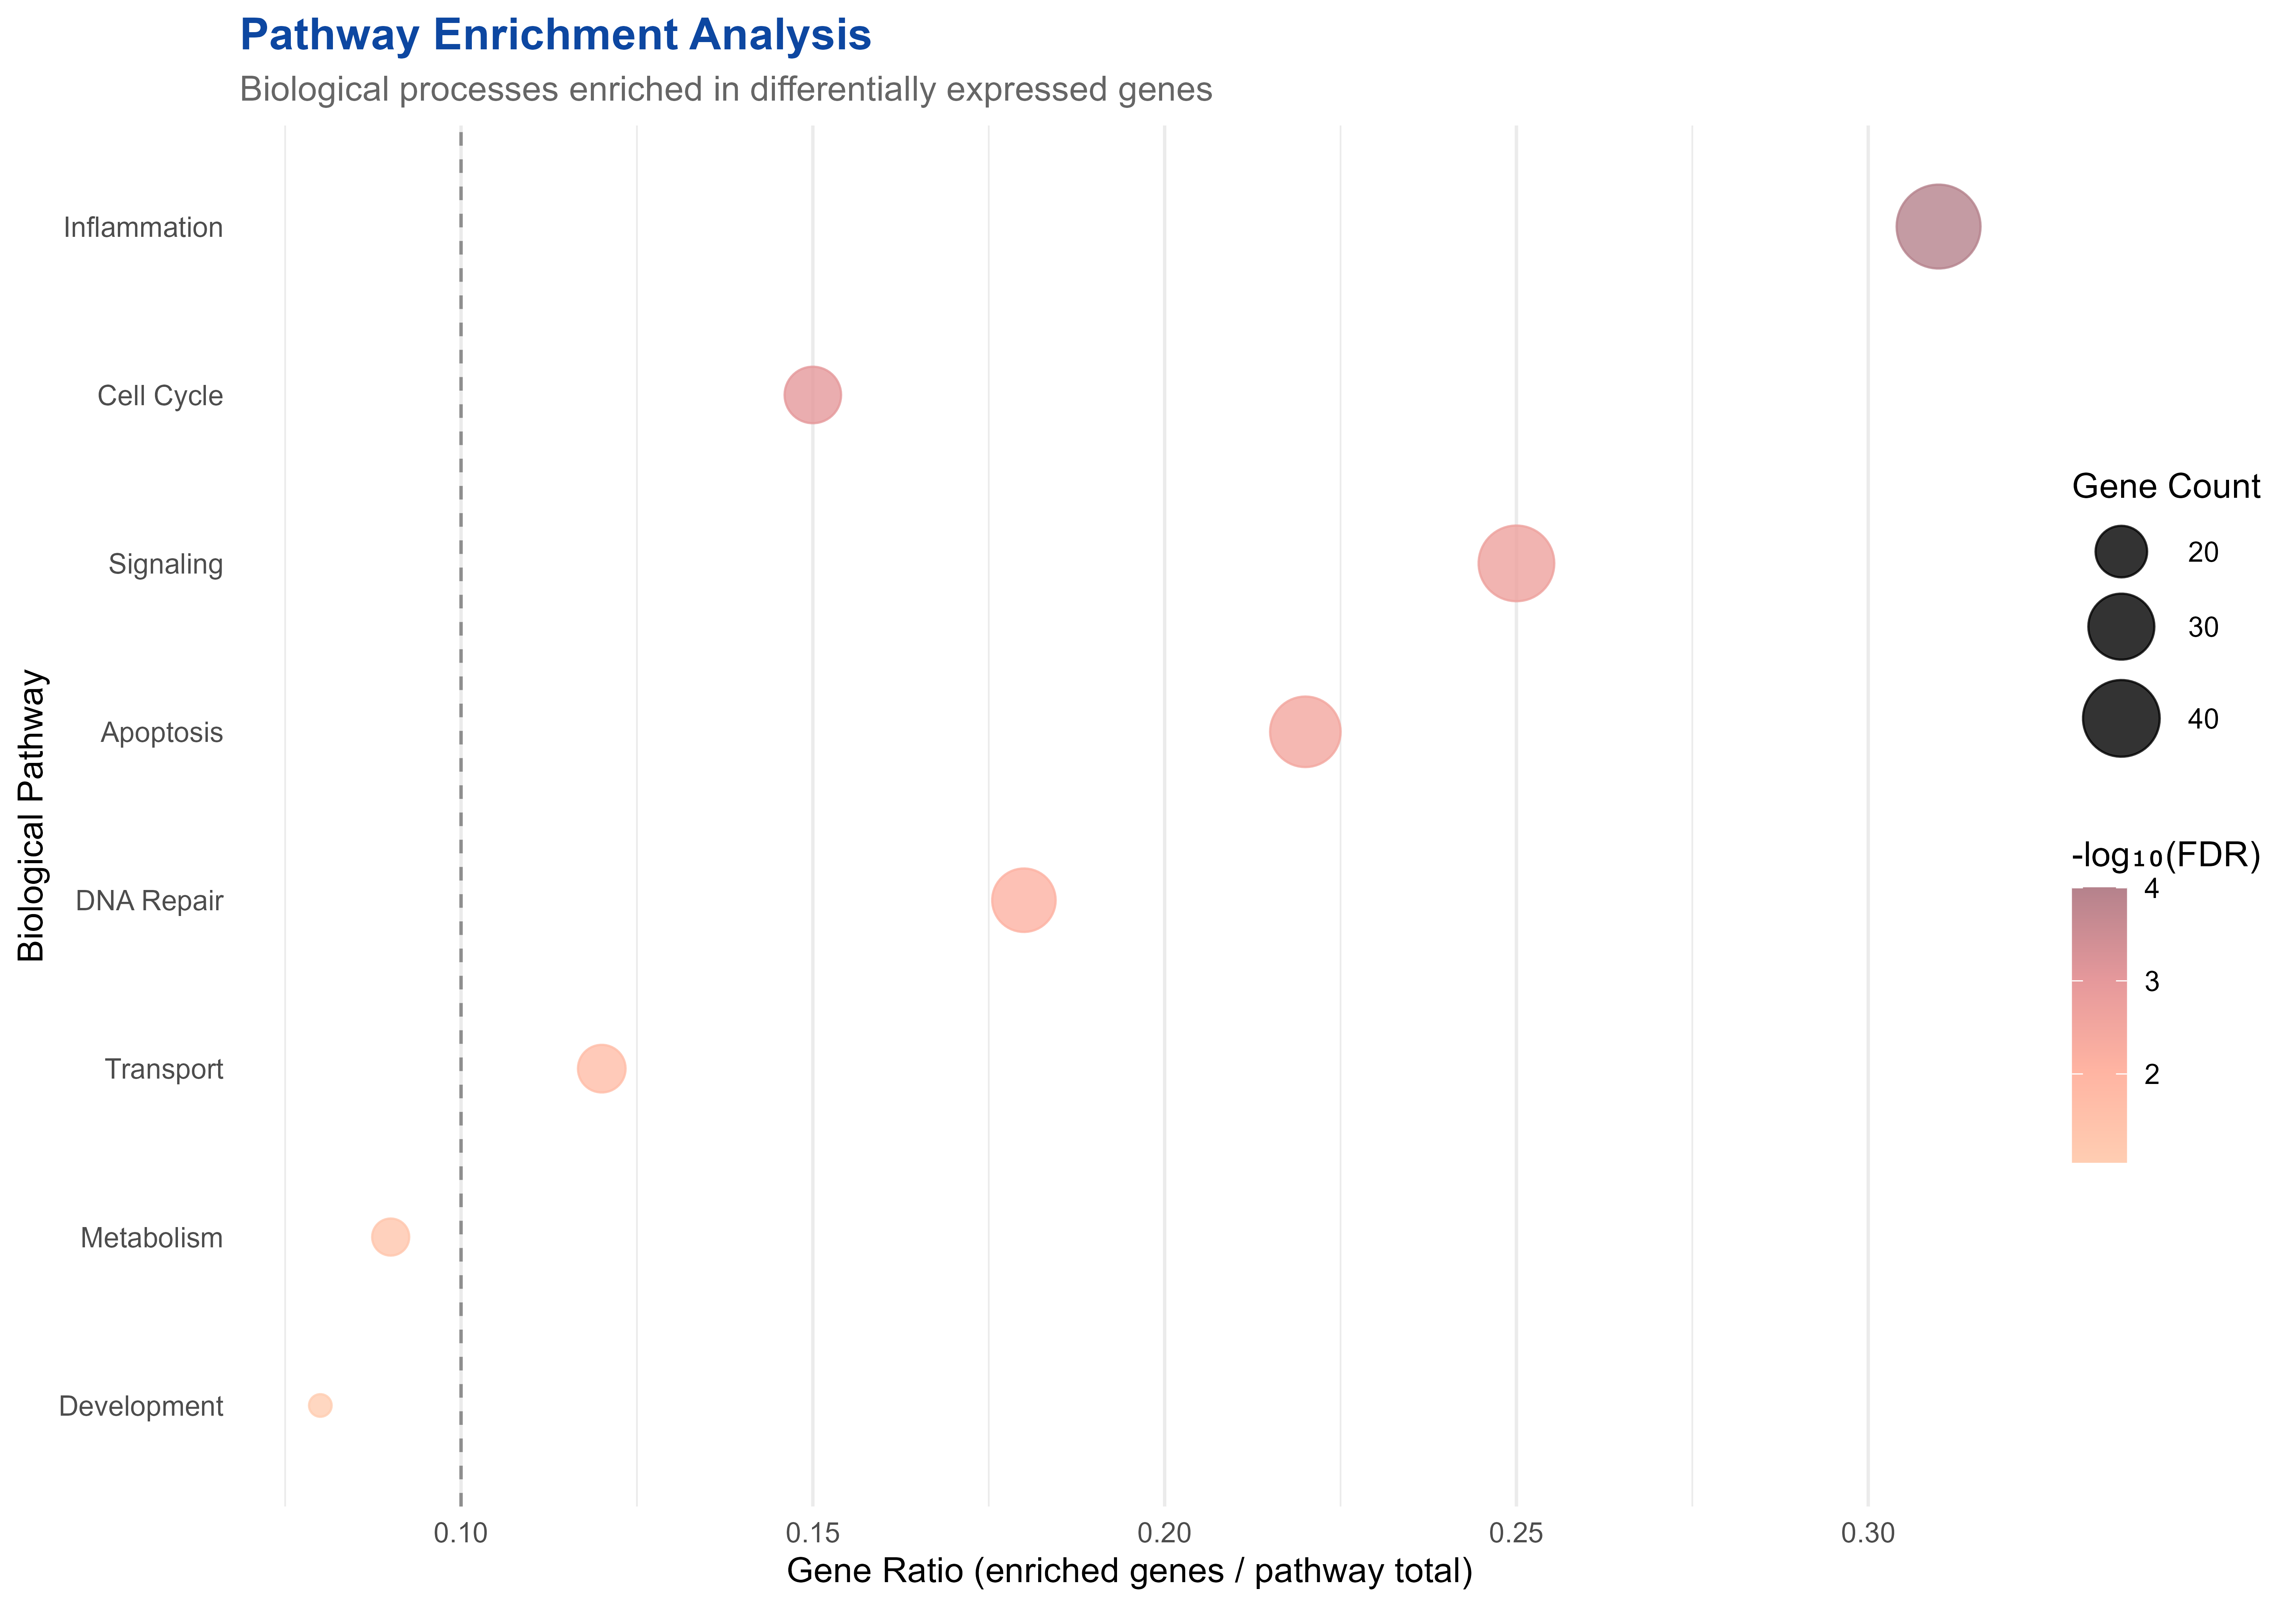 Pathway Enrichment Analysis
Biological processes enriched in differentially expressed genes
Biological Pathway
Inflammation
Cell Cycle
Signaling
Apoptosis
DNA Repair
Transport
Metabolism
Development
0.10
0.15
0.20
0.25
0.30
Gene Ratio (enriched genes / pathway total)
Gene Count
20
30
40
-log₁₀(FDR)
4
3
2